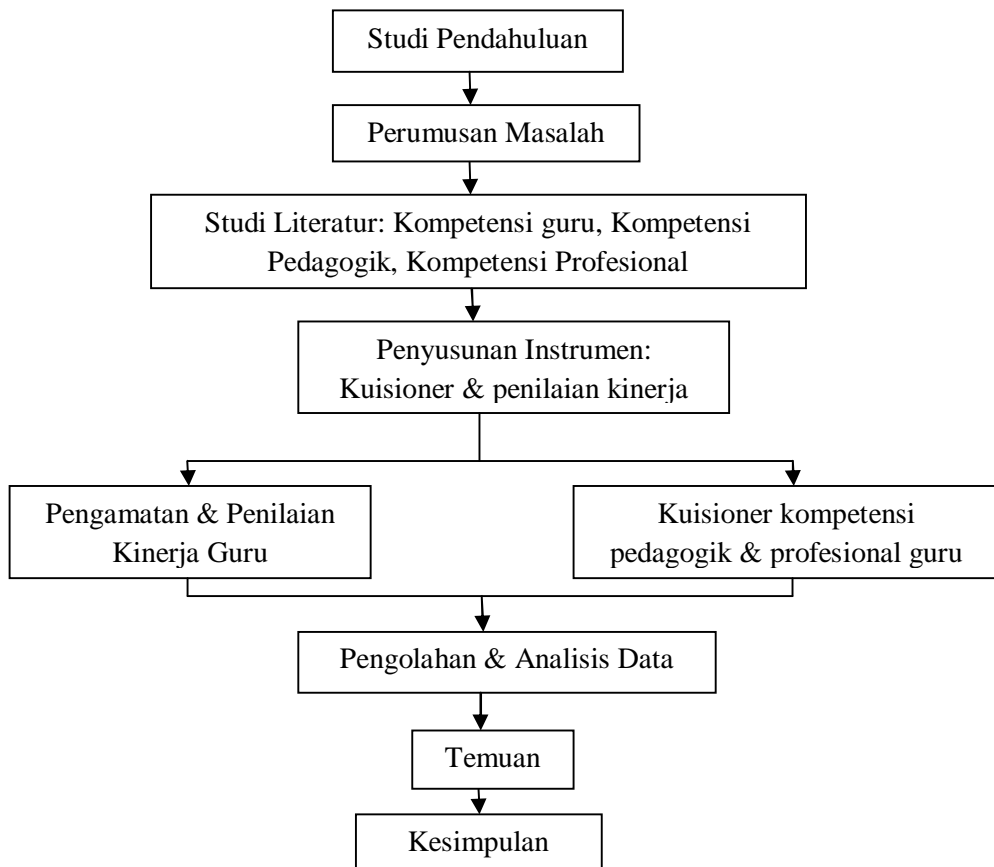 Studi Pendahuluan
Perumusan Masalah
Studi Literatur: Kompetensi guru, Kompetensi
Pedagogik, Kompetensi Profesional
Penyusunan Instrumen:
Kuisioner & penilaian kinerja
Pengamatan & Penilaian
Kinerja Guru
Kuisioner kompetensi
pedagogik & profesional guru
Pengolahan & Analisis Data
Temuan
Kesimpulan